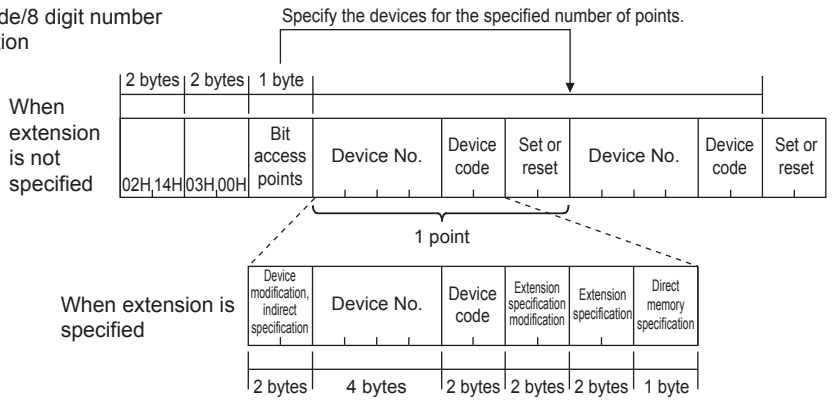 de/8 digit number
tion
Specify the devices for the specified number of points.
2 bytes 2 bytes 1 byte
When
extension
is not
specified
02H,14H 03H,00H
Bit
access
points
Device No.
Device
code
Set or
reset
Device No.
Device
code
Set or
reset
1 point
When extension is
specified
Device
modification,
indirect
specification
Device No.
Device
code
Extension
specification
modification
Extension
specification
Direct
memory
specification
2 bytes 4 bytes 2 bytes 2 bytes 2 bytes 1 byte